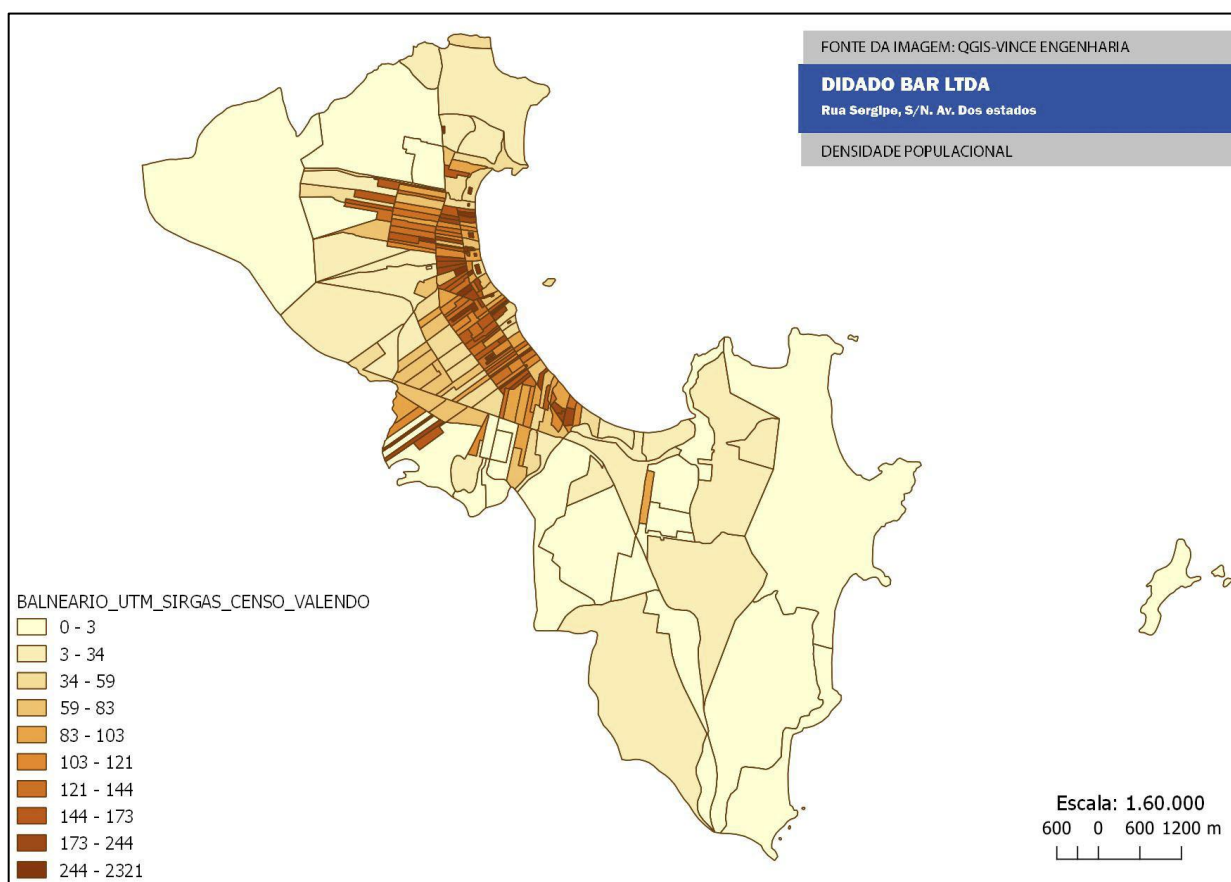 FONTE DA IMAGEM: QGIS-VINCE ENGENHARIA
DIDADO BAR LTDA
Rua Sergipe, S/N. Av. Dos estados
DENSIDADE POPULACIONAL
BALNEARIO_UTM_SIRGAS_CENSO_VALENDO
0 - 3
3 - 34
34 - 59
59 - 83
83 - 103
103 - 121
121 - 144
144 - 173
173 - 244
244 - 2321
Escala: 1.60.000
600 0 600 1200 m